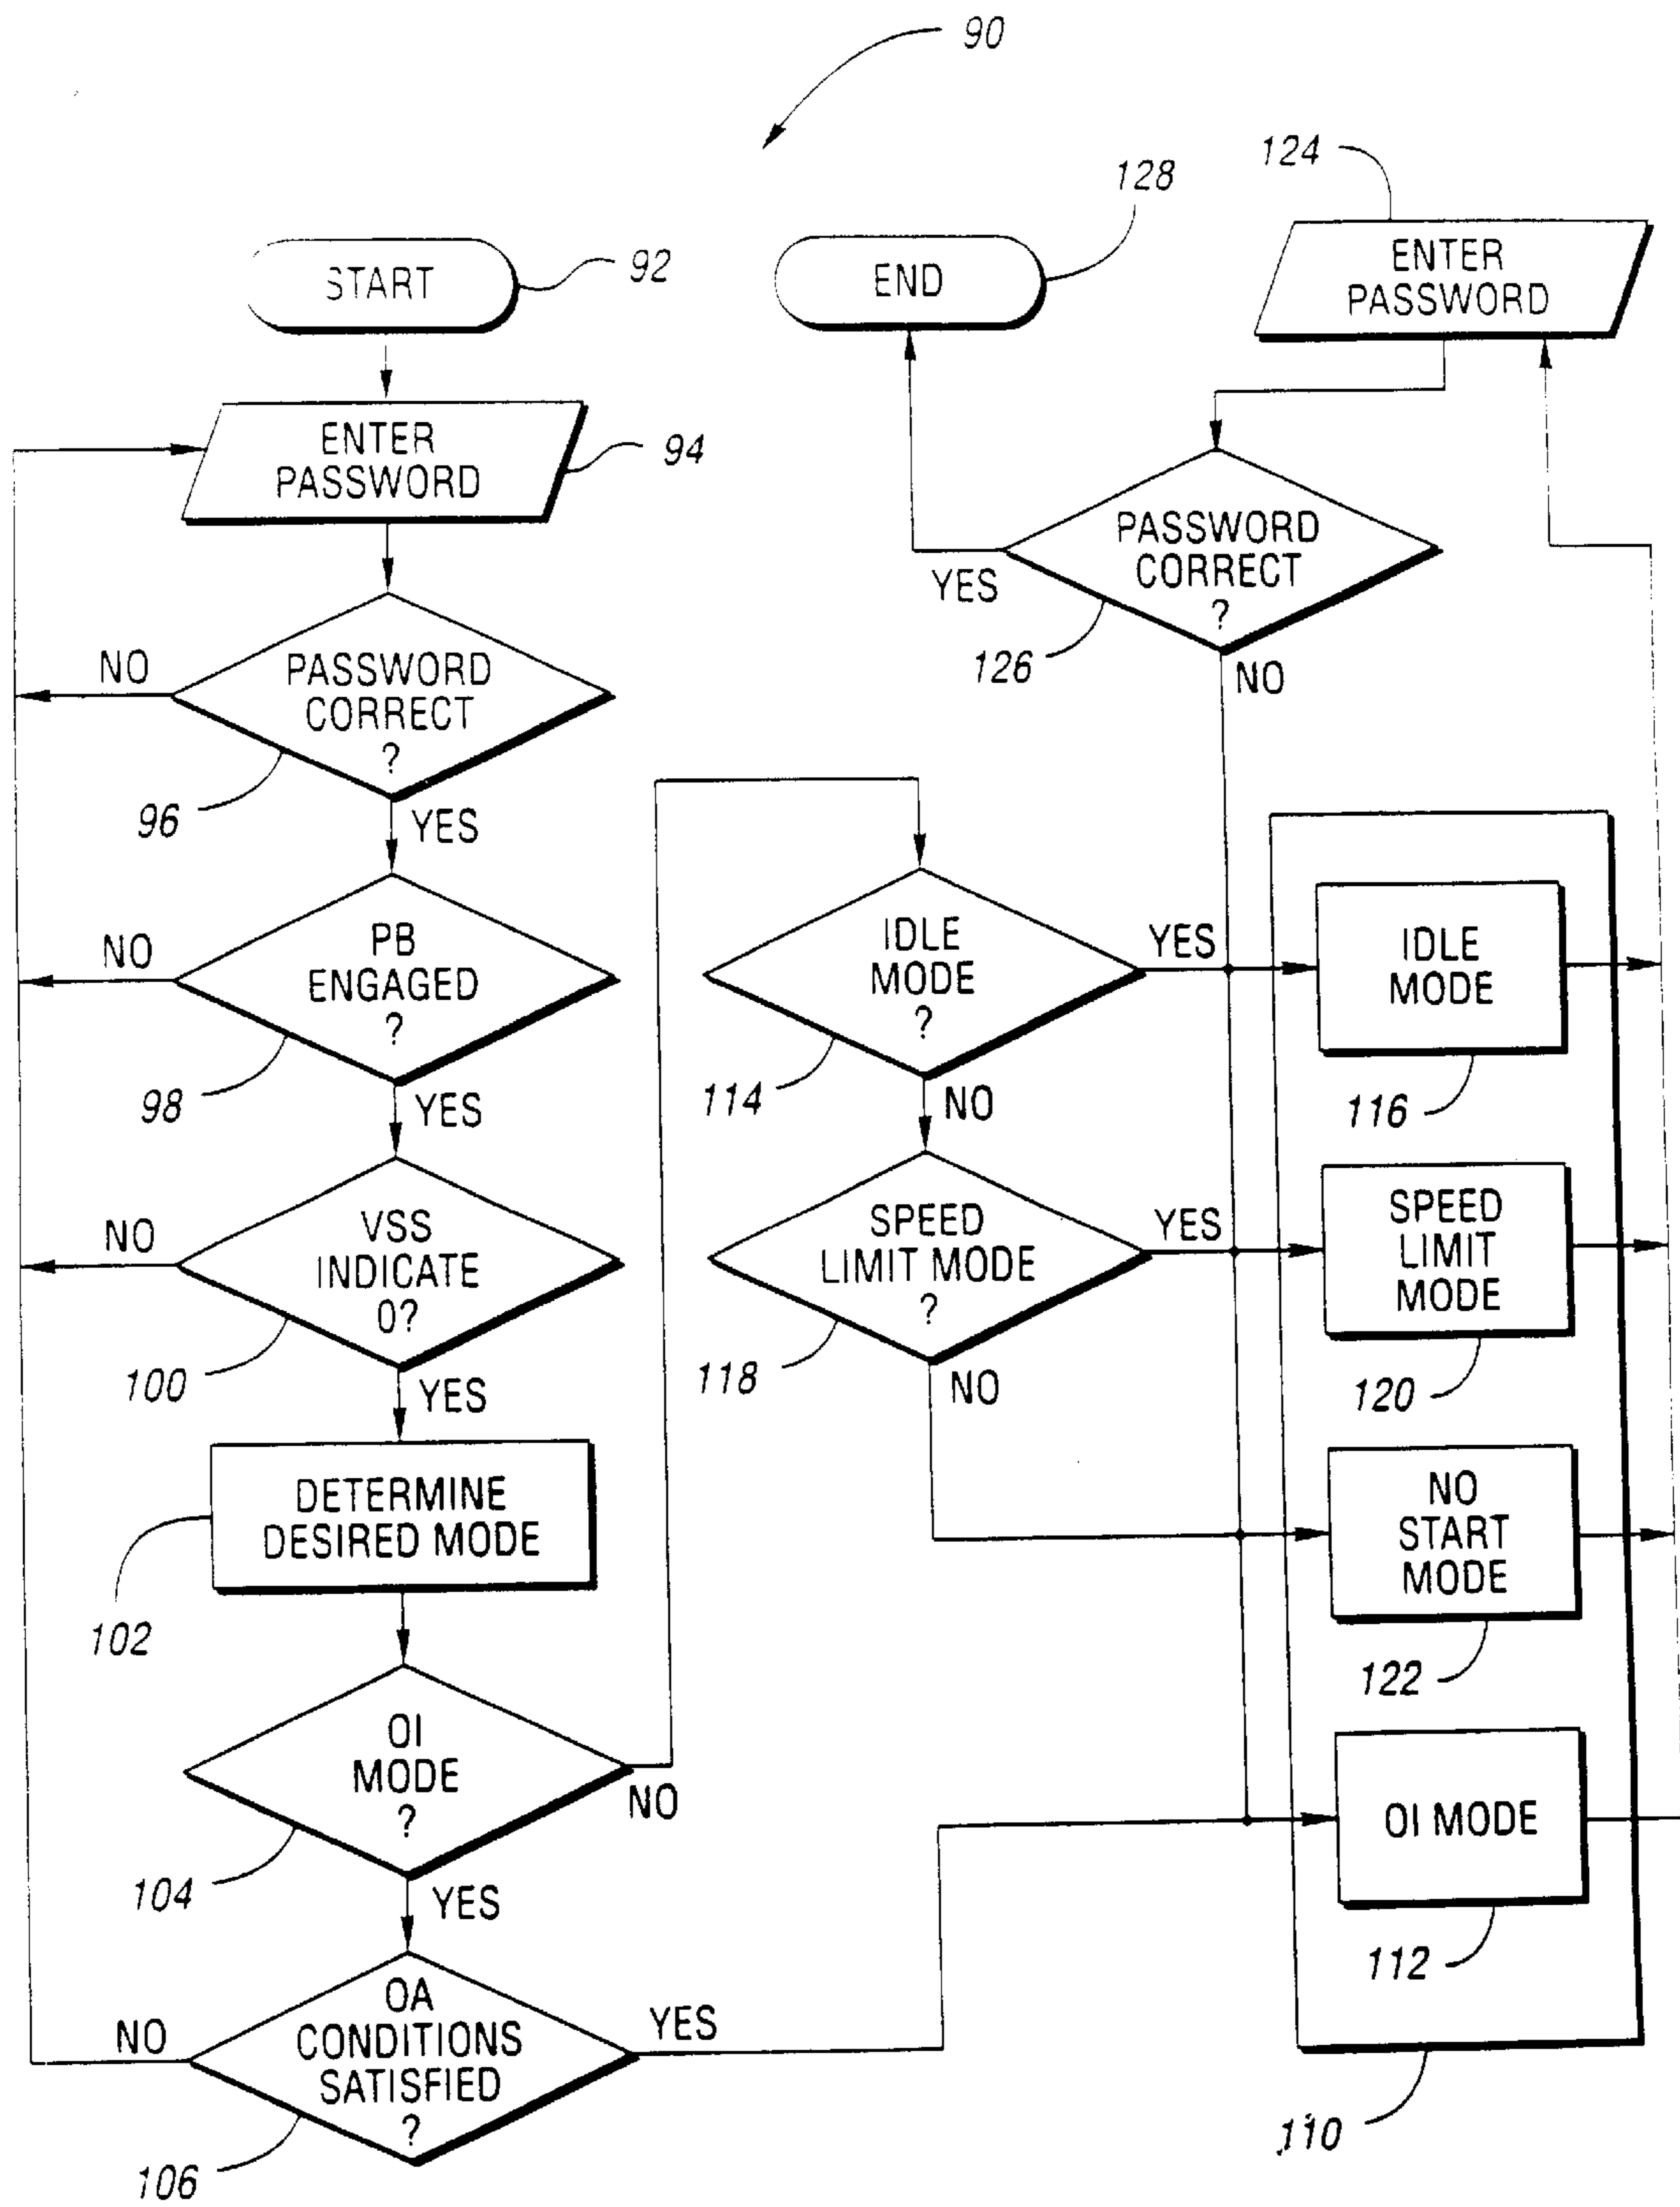 90
START
92
ENTER
PASSWORD
94
PASSWORD
CORRECT
?
NO
YES
96
PB
ENGAGED
?
NO
YES
98
VSS
INDICATE
0?
NO
YES
100
DETERMINE
DESIRED MODE
102
OI
MODE
?
NO
YES
104
OA
CONDITIONS
SATISFIED
?
NO
YES
106
END
128
ENTER
PASSWORD
124
PASSWORD
CORRECT
?
YES
NO
126
IDLE
MODE
?
YES
NO
114
SPEED
LIMIT MODE
?
YES
NO
118
IDLE
MODE
116
SPEED
LIMIT
MODE
120
NO
START
MODE
122
OI MODE
112
110